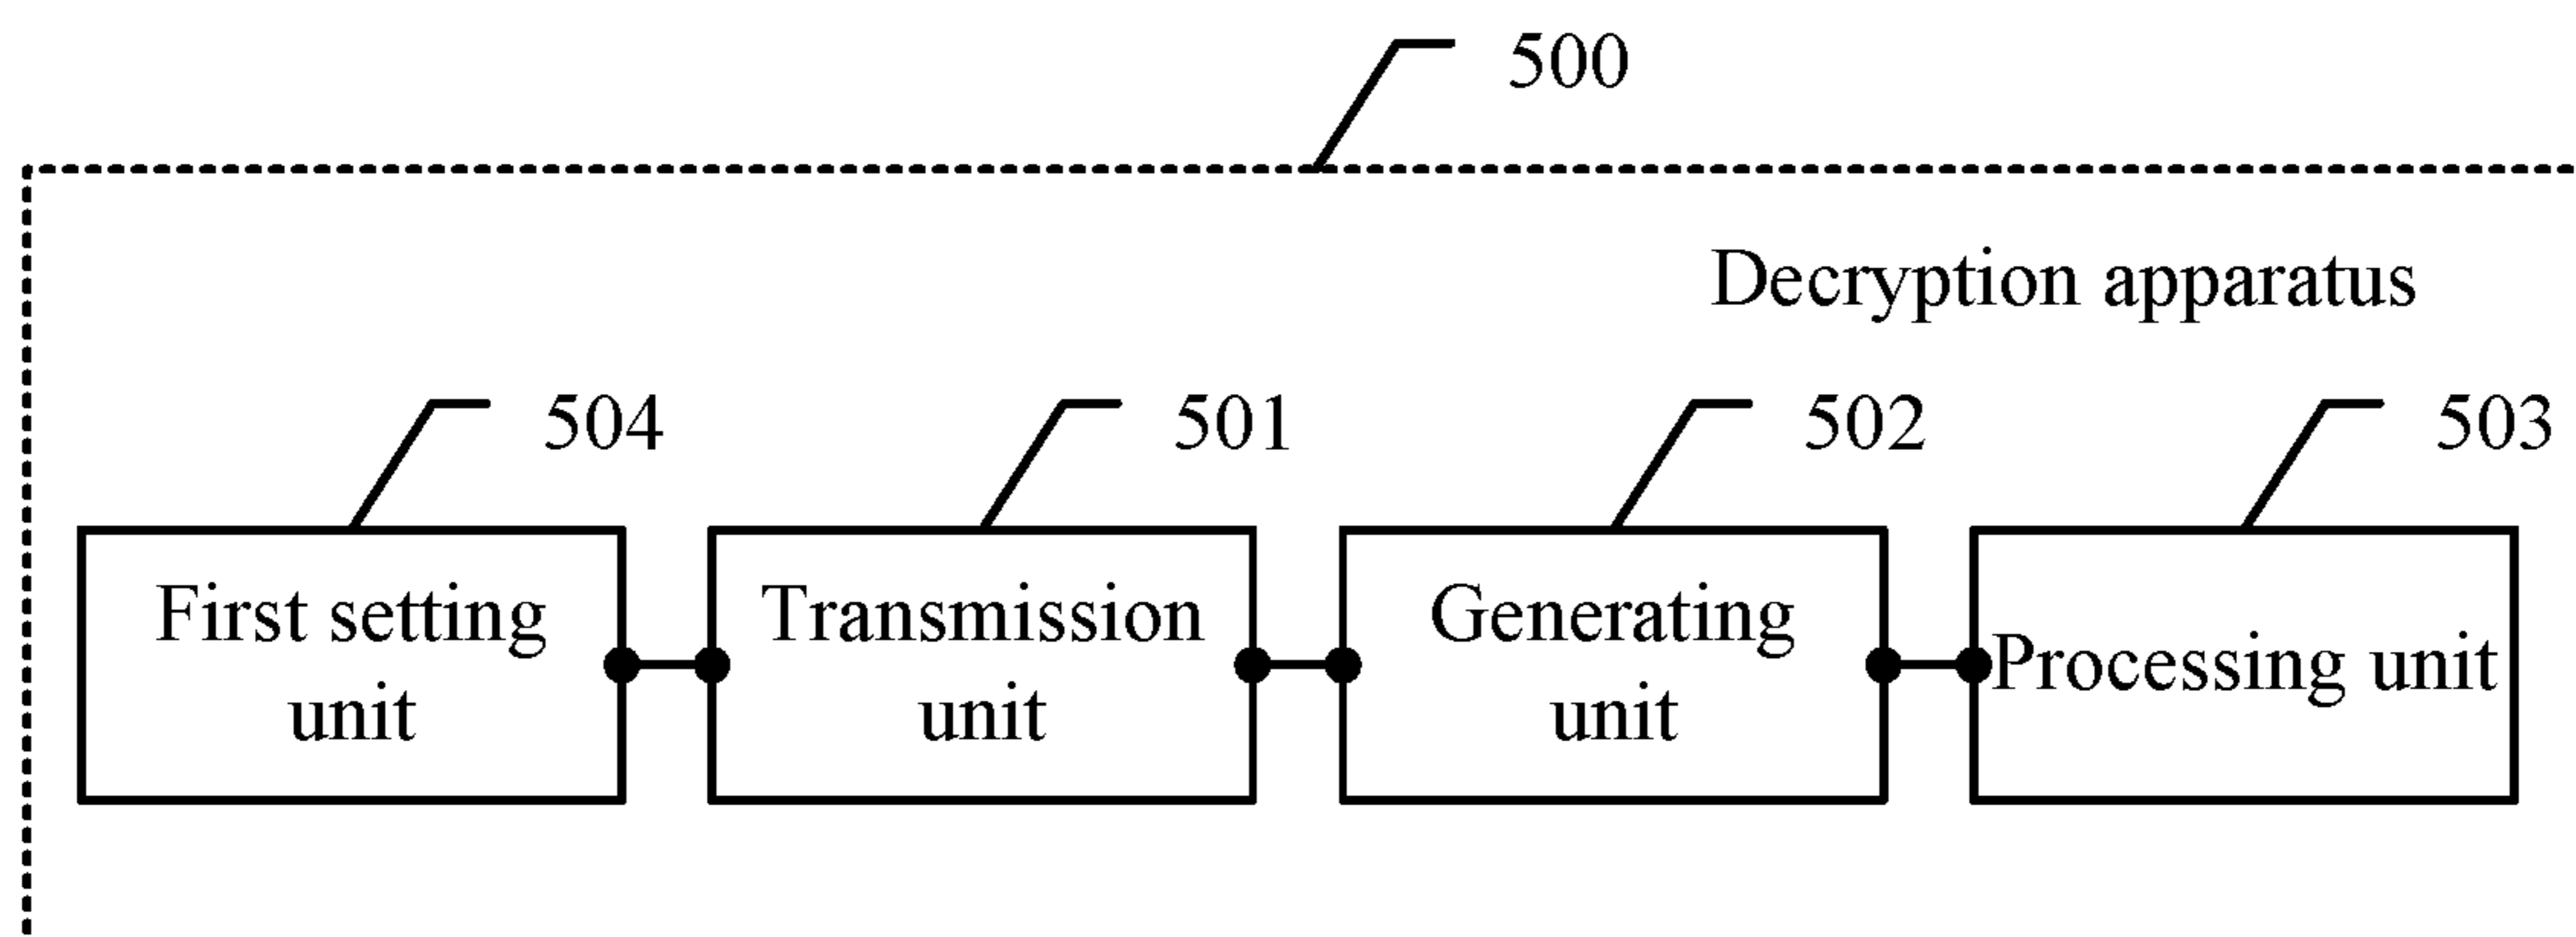 500
Decryption apparatus
504
501
502
503
First setting
unit
Transmission
unit
Generating
unit
Processing unit